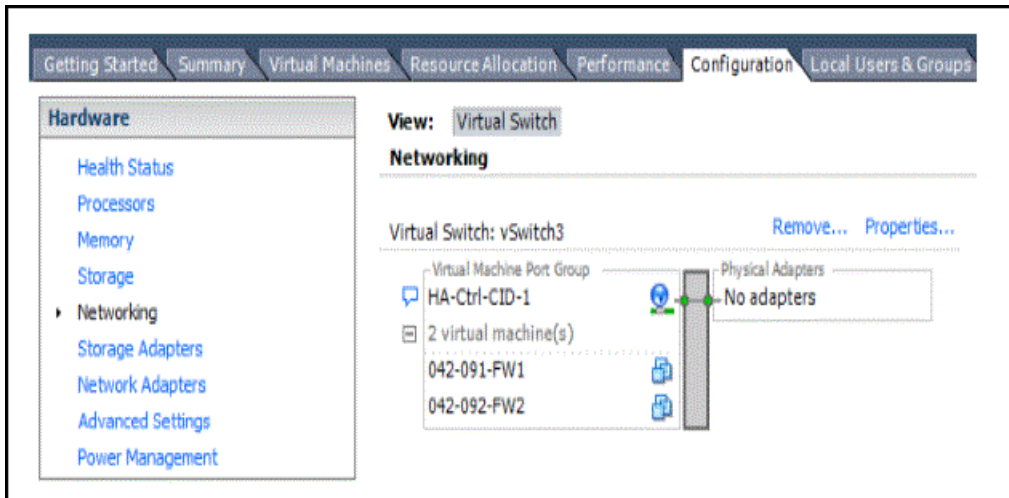 Getting Started Summary Virtual Machines Resource Allocation Performance Configuration Local Users & Groups
Hardware
Health Status
Processors
Memory
Storage
Networking
Storage Adapters
Network Adapters
Advanced Settings
Power Management
View: Virtual Switch
Networking
Virtual Switch: vSwitch3 Remove... Properties...
Virtual Machine Port Group Physical Adapters
HA-Ctrl-CID-1 No adapters
2 virtual machine(s)
042-091-FW1
042-092-FW2